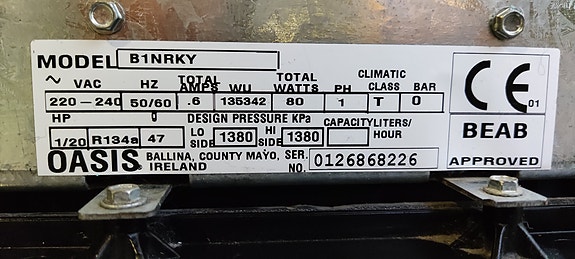 MODEL B1NRKY
~ VAC HZ TOTAL AMPS WU TOTAL WATTS PH CLIMATIC CLASS BAR
220-240 50/60 .6 135342 80 1 T 0
HP g DESIGN PRESSURE KPa CAPACITY LITERS/HOUR
1/20 R134a 47 LO SIDE 1380 HI SIDE 1380
OASIS BALLINA, COUNTY MAYO, IRELAND SER. NO. 0126868226
CE 01
BEAB
APPROVED